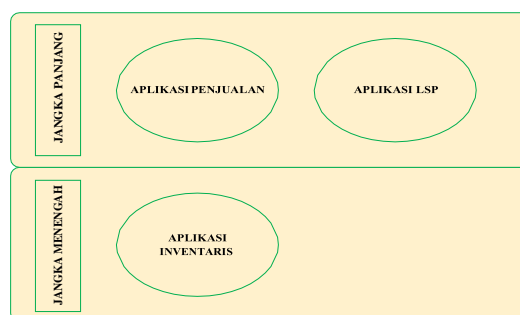 JANGKA PANJANG
APLIKASI PENJUALAN
APLIKASI LSP
JANGKA MENENGAH
APLIKASI
INVENTARIS